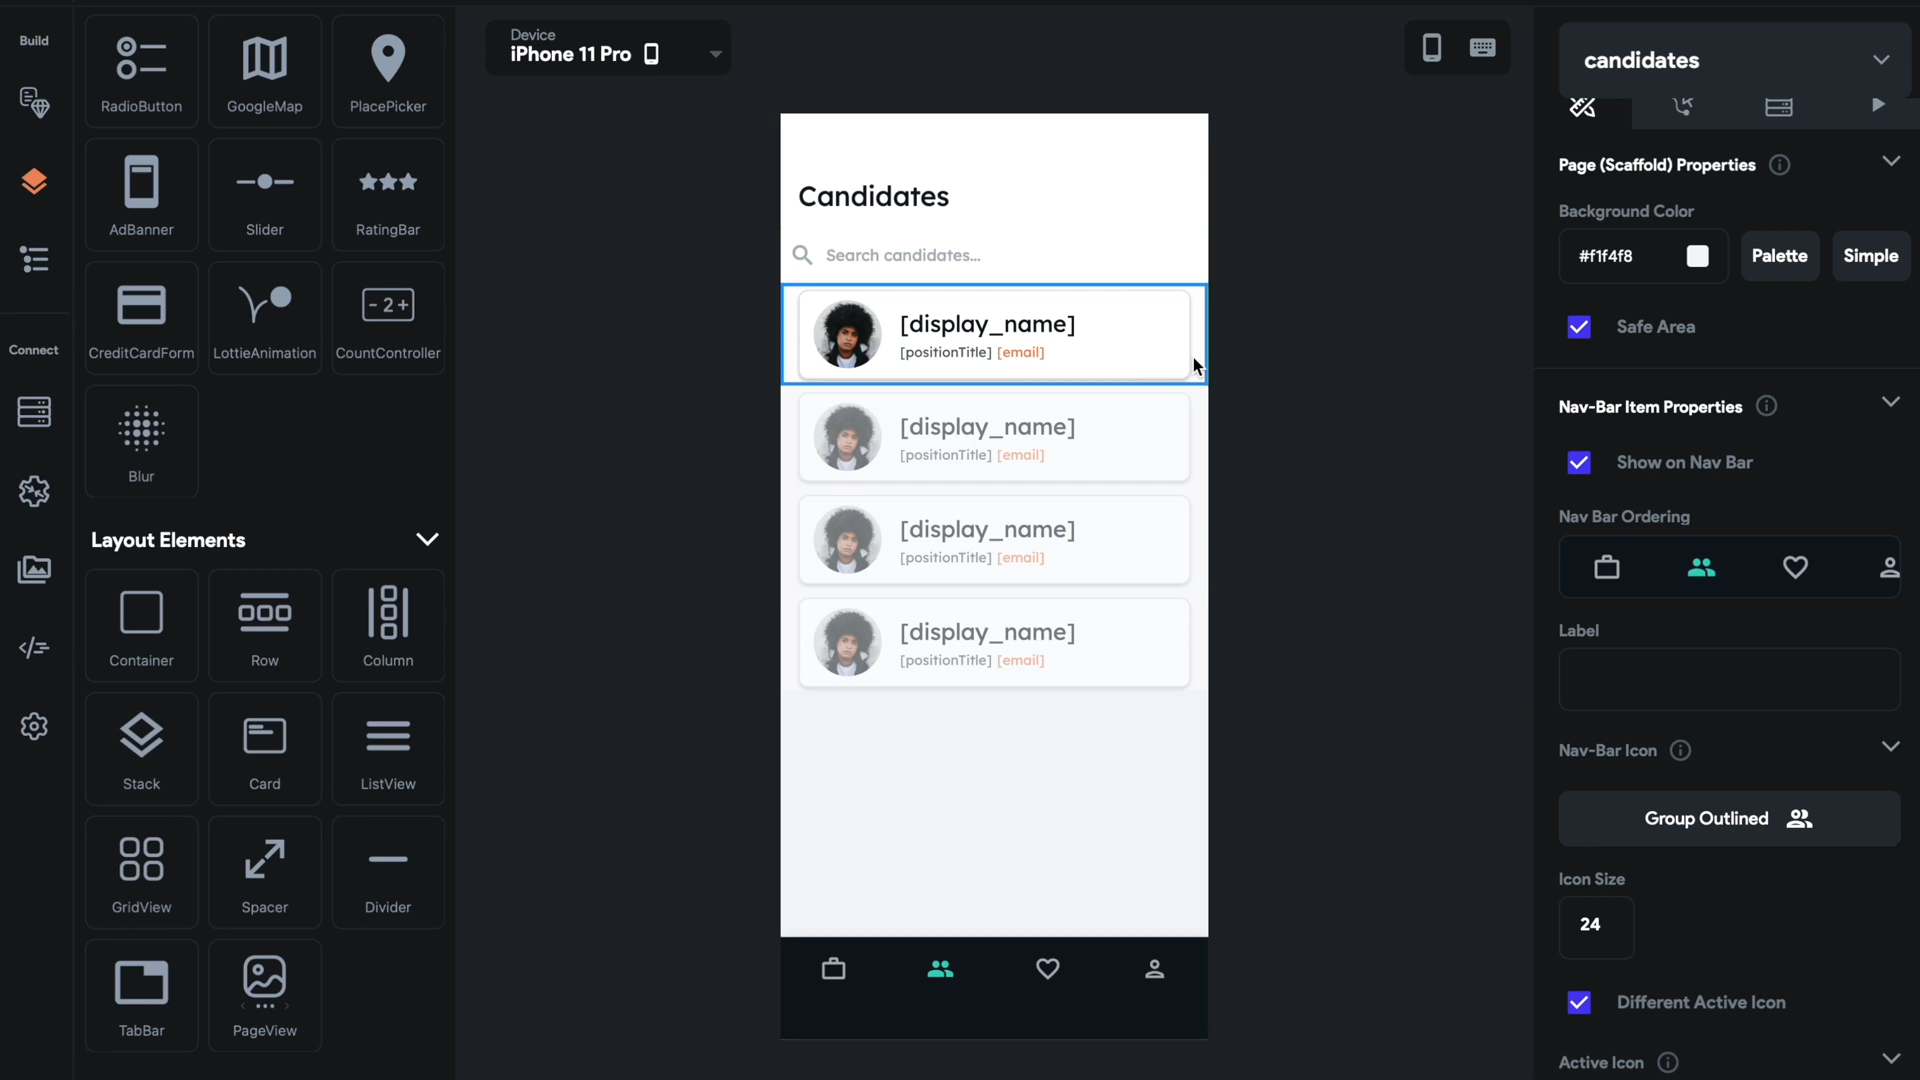 Build
Connect
RadioButton
GoogleMap
PlacePicker
AdBanner
Slider
RatingBar
CreditCardForm
LottieAnimation
- 2 +
CountController
Blur
Layout Elements
Container
Row
Column
Stack
Card
ListView
GridView
Spacer
Divider
TabBar
PageView
Device
iPhone 11 Pro
Candidates
Search candidates...
[display_name]
[positionTitle] [email]
[display_name]
[positionTitle] [email]
[display_name]
[positionTitle] [email]
[display_name]
[positionTitle] [email]
candidates
Page (Scaffold) Properties
Background Color
#f1f4f8
Palette
Simple
Safe Area
Nav-Bar Item Properties
Show on Nav Bar
Nav Bar Ordering
Label
Nav-Bar Icon
Group Outlined
Icon Size
24
Different Active Icon
Active Icon